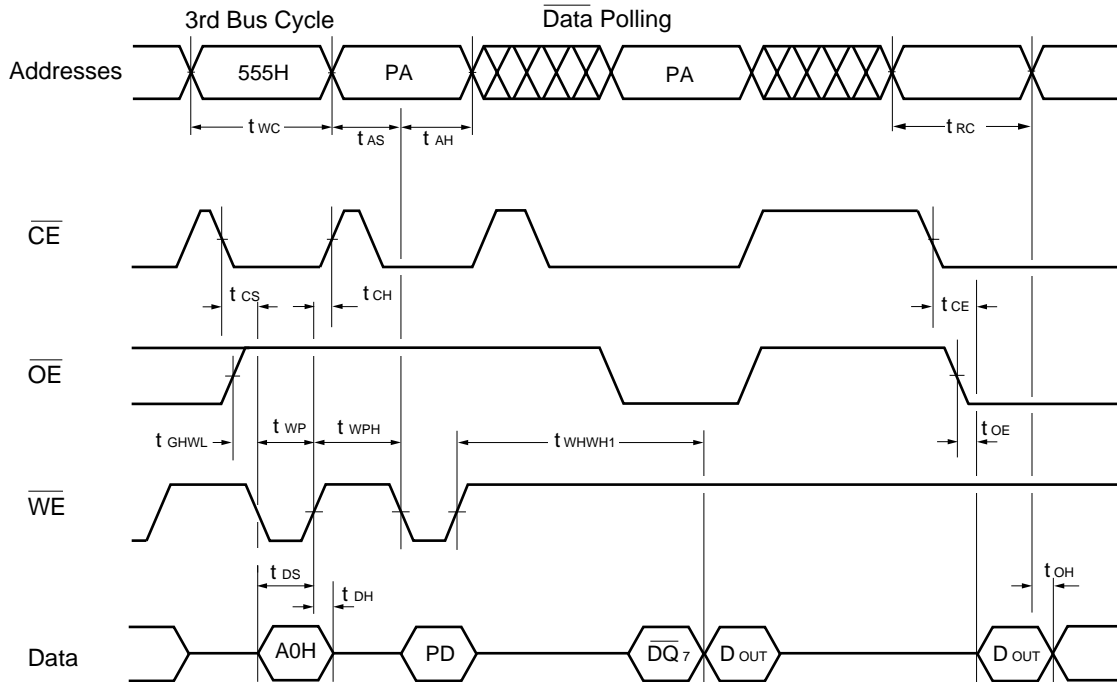 3rd Bus Cycle Data Polling
Addresses 555H PA PA
t WC t AS t AH t RC
CE
t CS t CH t CE
OE
t GHWL t WP t WPH t WHWH1 t OE
WE
t DS t DH t OH
Data A0H PD DQ 7 D OUT D OUT